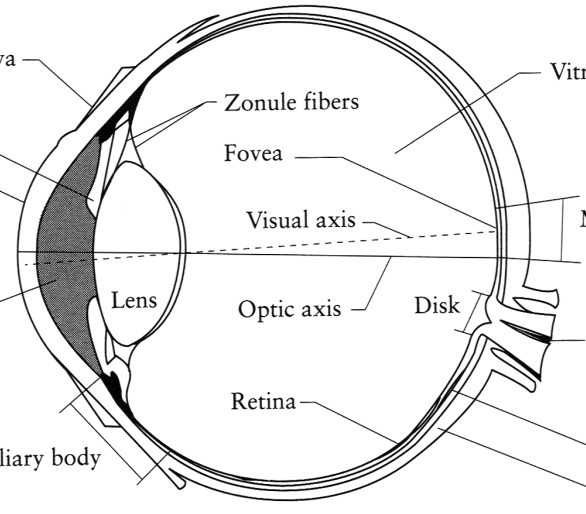 va
Vitr
Zonule fibers
Fovea
Visual axis
Lens
Optic axis
Disk
Retina
liary body